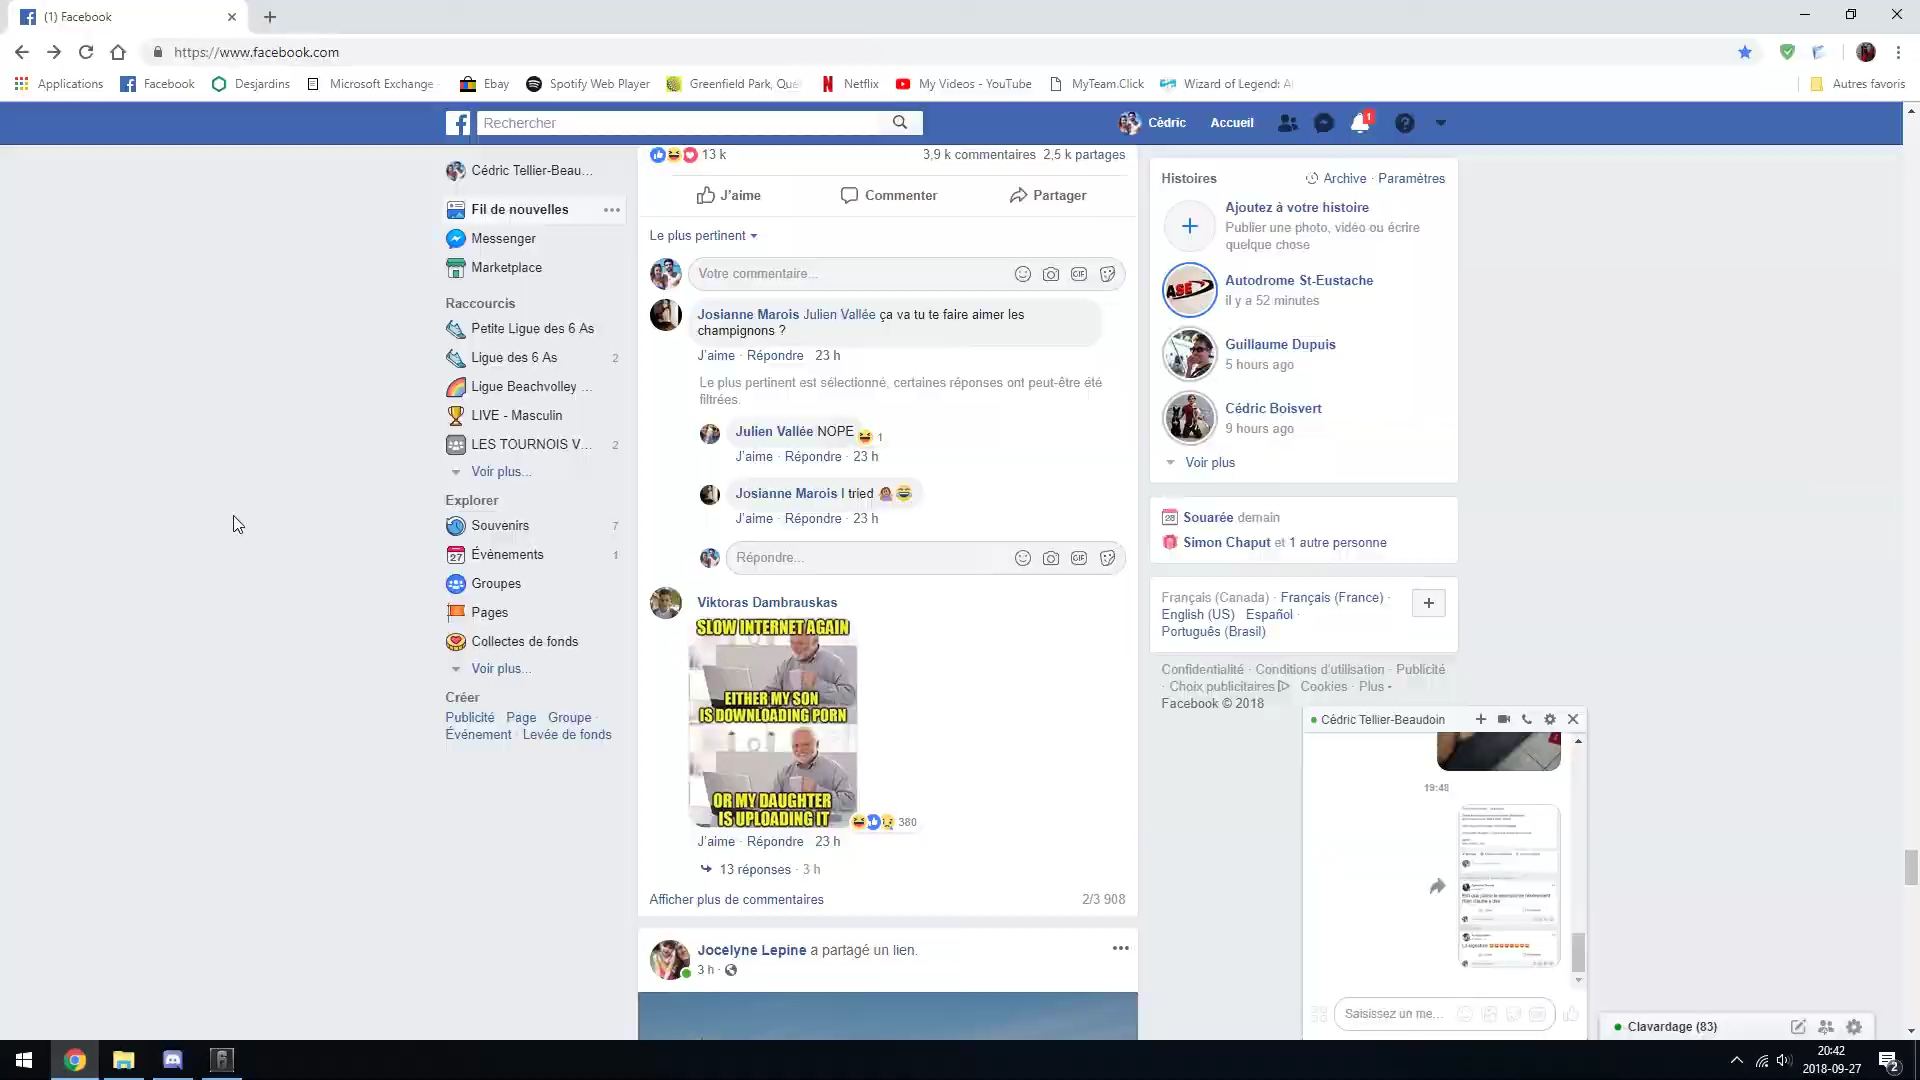 (1) Facebook
https://www.facebook.com
Applications
Facebook
Desjardins
Microsoft Exchange
Ebay
Spotify Web Player
Greenfield Park, Qué
Netflix
My Videos - YouTube
MyTeam.Click
Wizard of Legend: A
Autres favoris
Rechercher
Cédric
Accueil
1
Cédric Tellier-Beau...
Fil de nouvelles
Messenger
Marketplace
Raccourcis
Petite Ligue des 6 As
Ligue des 6 As 2
Ligue Beachvolley ...
LIVE - Masculin
LES TOURNOIS V... 2
Voir plus...
Explorer
Souvenirs 7
27 Évènements 1
Groupes
Pages
Collectes de fonds
Voir plus...
Créer
Publicité Page Groupe
Événement Levée de fonds
13 k
3,9 k commentaires 2,5 k partages
J'aime
Commenter
Partager
Le plus pertinent
Votre commentaire...
GIF
Josianne Marois Julien Vallée ça va tu te faire aimer les
champignons ?
J'aime · Répondre · 23 h
Le plus pertinent est sélectionné, certaines réponses ont peut-être été
filtrées.
Julien Vallée NOPE
1
J'aime · Répondre · 23 h
Josianne Marois I tried
J'aime · Répondre · 23 h
Répondre...
GIF
Viktoras Dambrauskas
SLOW INTERNET AGAIN
EITHER MY SON
IS DOWNLOADING PORN
OR MY DAUGHTER
IS UPLOADING IT
380
J'aime · Répondre · 23 h
13 réponses · 3 h
Afficher plus de commentaires
2/3 908
Jocelyne Lepine a partagé un lien.
3 h ·
Histoires
Archive · Paramètres
Ajoutez à votre histoire
Publier une photo, vidéo ou écrire
quelque chose
ASE
Autodrome St-Eustache
il y a 52 minutes
Guillaume Dupuis
5 hours ago
Cédric Boisvert
9 hours ago
Voir plus
28 Souarée demain
Simon Chaput et 1 autre personne
Français (Canada) · Français (France) ·
English (US) · Español ·
Português (Brasil)
Confidentialité · Conditions d'utilisation · Publicité
· Choix publicitaires · Cookies · Plus
Facebook © 2018
Cédric Tellier-Beaudoin
19:48
Saisissez un me...
Clavardage (83)
20:42
2018-09-27
2